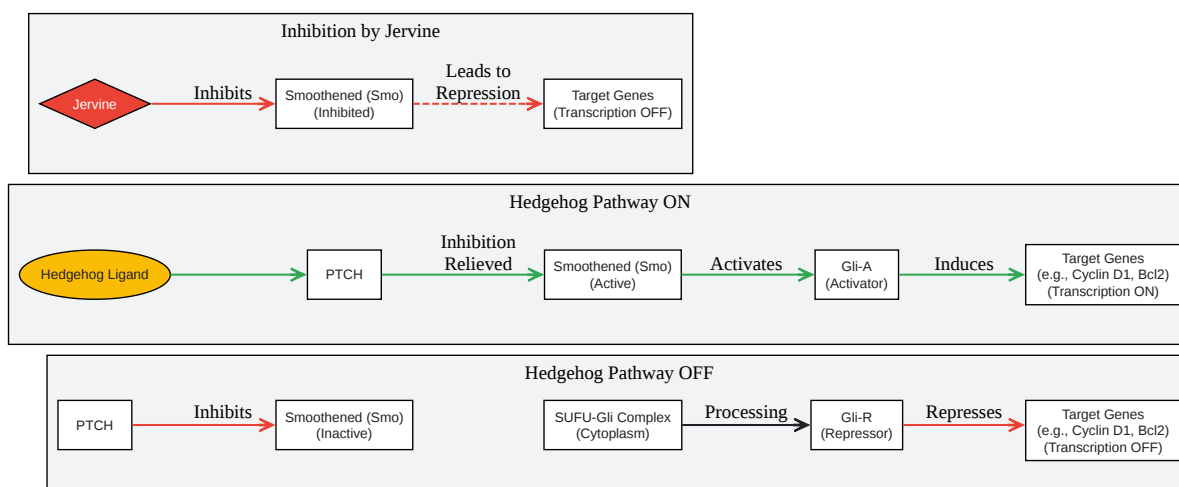 Inhibition by Jervine
Jervine
Inhibits
Smoothened (Smo)
(Inhibited)
Leads to
Repression
Target Genes
(Transcription OFF)
Hedgehog Pathway ON
Hedgehog Ligand
PTCH
Inhibition
Relieved
Smoothened (Smo)
(Active)
Activates
Gli-A
(Activator)
Induces
Target Genes
(e.g., Cyclin D1, Bcl2)
(Transcription ON)
Hedgehog Pathway OFF
PTCH
Inhibits
Smoothened (Smo)
(Inactive)
SUFU-Gli Complex
(Cytoplasm)
Processing
Gli-R
(Repressor)
Represses
Target Genes
(e.g., Cyclin D1, Bcl2)
(Transcription OFF)